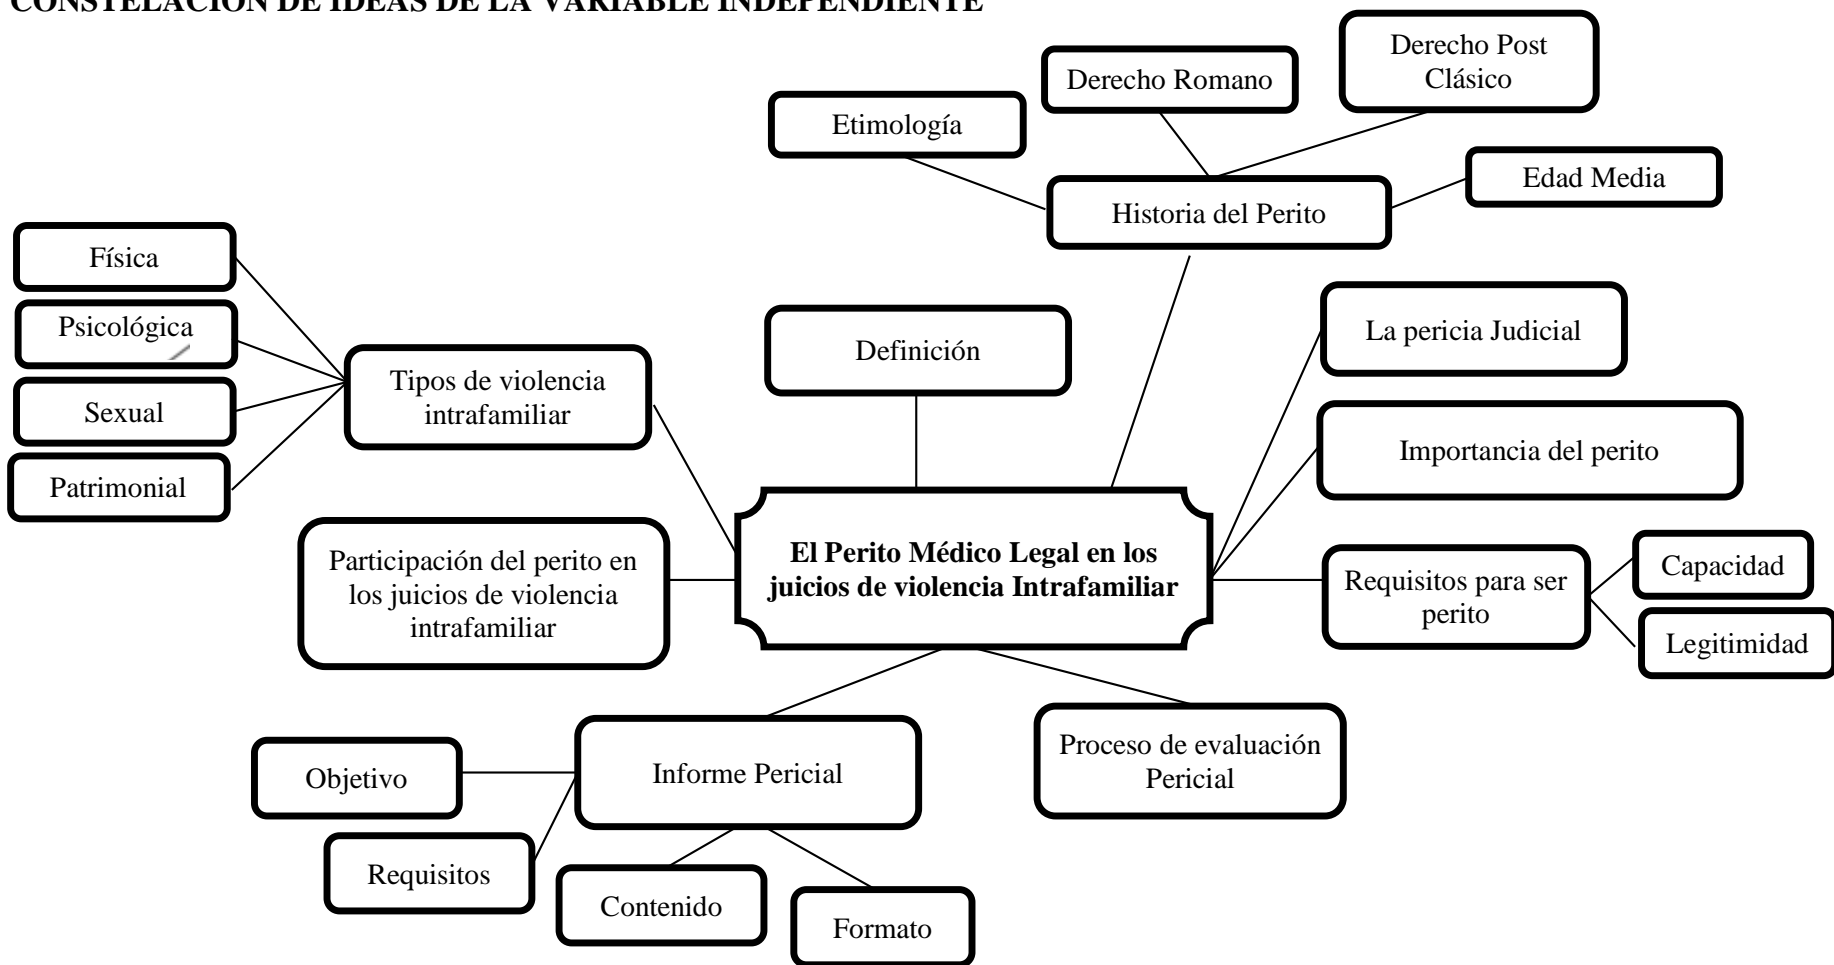 CONSTELACIÓN DE IDEAS DE LA VARIABLE INDEPENDIENTE
Derecho Post
Clásico
Derecho Romano
Etimología
Edad Media
Historia del Perito
Física
Psicológica
Sexual
Patrimonial
Tipos de violencia
intrafamiliar
Definición
La pericia Judicial
Importancia del perito
Participación del perito en
los juicios de violencia
intrafamiliar
El Perito Médico Legal en los
juicios de violencia Intrafamiliar
Requisitos para ser
perito
Capacidad
Legitimidad
Objetivo
Informe Pericial
Proceso de evaluación
Pericial
Requisitos
Contenido
Formato